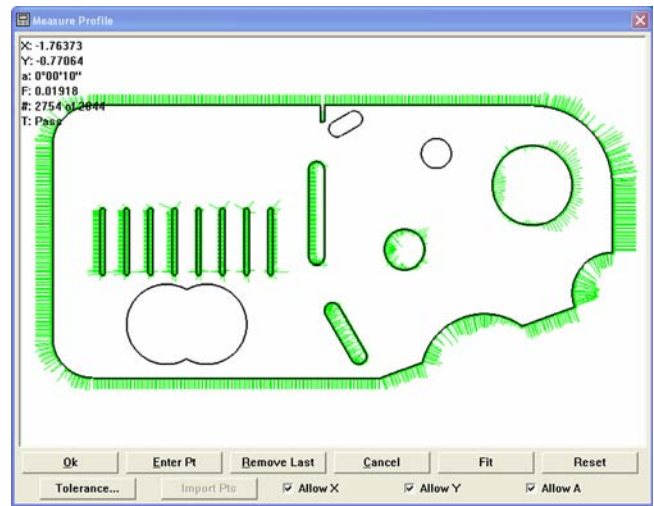 Measure Profile
X: -1.76373
Y: -0.77064
a: 0°00'10"
F: 0.01918
#: 2754 of 2844
T: Pass
Ok Enter Pt Remove Last Cancel Fit Reset
Tolerance... Import Pts Allow X Allow Y Allow A